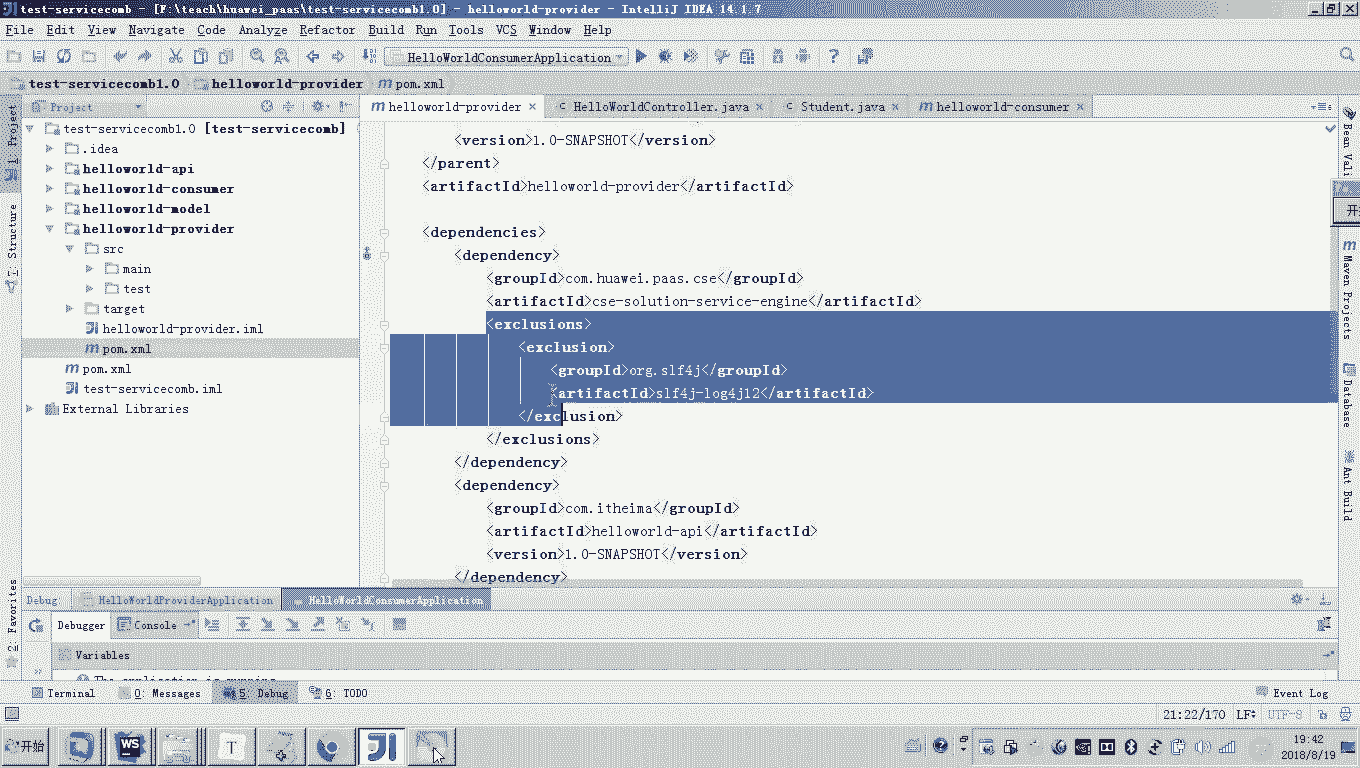 test-servicecomb - [F:\teach\huawei_paas\test-servicecomb1.0] - helloworld-provider - IntelliJ IDEA 14.1.7
File Edit View Navigate Code Analyze Refactor Build Run Tools VCS Window Help
HelloWorldConsumerApplication
test-servicecomb1.0 helloworld-provider pom.xml
Project
helloworld-provider
HelloWorldController.java
Student.java
helloworld-consumer
1: Project
7: Structure
2: Favorites
test-servicecomb1.0 [test-servicecomb]
.idea
helloworld-api
helloworld-consumer
helloworld-model
helloworld-provider
src
main
test
target
helloworld-provider.iml
pom.xml
pom.xml
test-servicecomb.iml
External Libraries
<version>1.0-SNAPSHOT</version>
</parent>
<artifactId>helloworld-provider</artifactId>
<dependencies>
<dependency>
<groupId>com.huawei.paas.cse</groupId>
<artifactId>cse-solution-service-engine</artifactId>
<exclusions>
<exclusion>
<groupId>org.slf4j</groupId>
<artifactId>slf4j-log4j12</artifactId>
</exclusion>
</exclusions>
</dependency>
<dependency>
<groupId>com.itheima</groupId>
<artifactId>helloworld-api</artifactId>
<version>1.0-SNAPSHOT</version>
</dependency>
Bean Vali
开
Maven Projects
Database
Ant Build
Debug HelloWorldProviderApplication HelloWorldConsumerApplication
Debugger Console
Variables
The application is running
Terminal 0: Messages 5: Debug 6: TODO Event Log
21:22/170 LF UTF-8
开始 WS T JI
19:42
2018/8/19